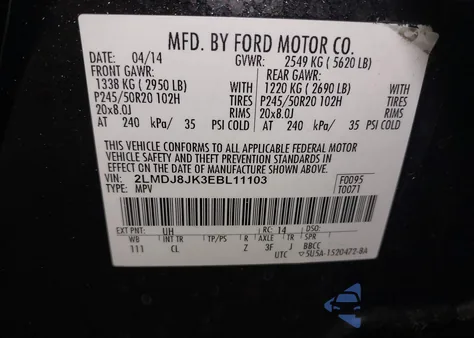 MFD. BY FORD MOTOR CO.
DATE: 04/14 GVWR: 2549 KG ( 5620 LB)
FRONT GAWR: REAR GAWR:
1338 KG ( 2950 LB) 1220 KG ( 2690 LB)
P245/50R20 102H TIRES P245/50R20 102H TIRES
20x8.0J RIMS 20x8.0J RIMS
AT 240 kPa/ 35 PSI COLD AT 240 kPa/ 35 PSI COLD
THIS VEHICLE CONFORMS TO ALL APPLICABLE FEDERAL MOTOR
VEHICLE SAFETY AND THEFT PREVENTION STANDARDS IN
EFFECT ON THE DATE OF MANUFACTURE SHOWN ABOVE.
VIN: 2LMDJ8JK3EBL11103 F0095
TYPE: MPV T0071
EXT PNT: UH RC: 14 DSO:
WB INT TR TP/PS R AXLE TR SPR
111 CL Z 3F J BBCC
UTC 5U5A-1520472-BA